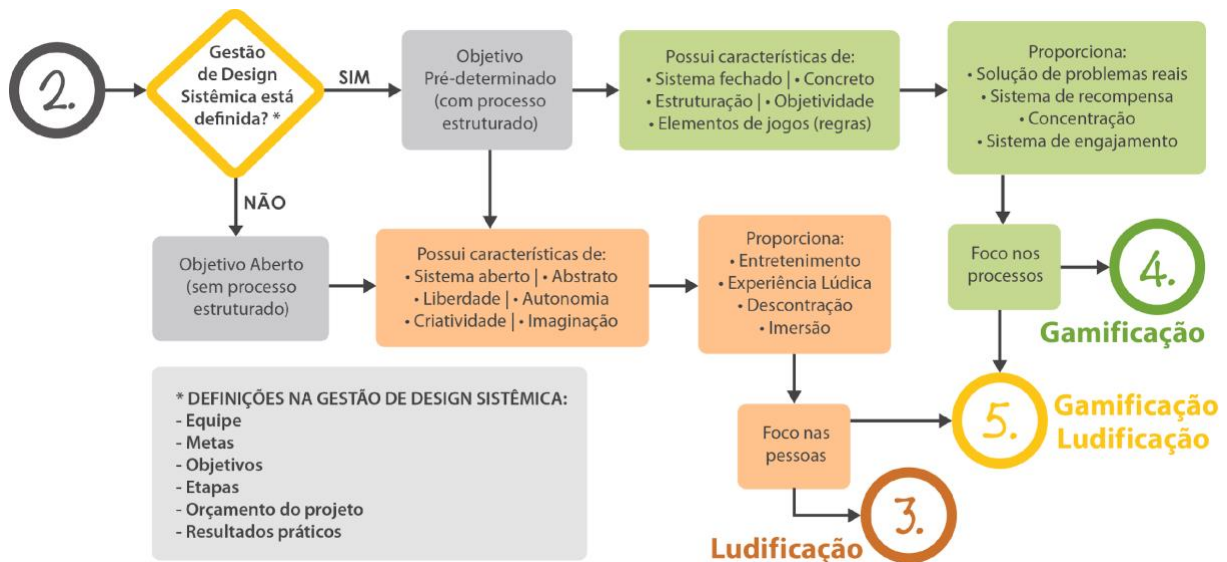 2.
Gestão
de Design
Sistêmica está
definida? *
SIM
NÃO
Objetivo
Pré-determinado
(com processo
estruturado)
Possui características de:
• Sistema fechado | • Concreto
• Estruturação | • Objetividade
• Elementos de jogos (regras)
Proporciona:
• Solução de problemas reais
• Sistema de recompensa
• Concentração
• Sistema de engajamento
Objetivo Aberto
(sem processo
estruturado)
Possui características de:
• Sistema aberto | • Abstrato
• Liberdade | • Autonomia
• Criatividade | • Imaginação
Proporciona:
• Entretenimento
• Experiência Lúdica
• Descontração
• Imersão
Foco nos
processos
4.
Gamificação
* DEFINIÇÕES NA GESTÃO DE DESIGN SISTÊMICA:
- Equipe
- Metas
- Objetivos
- Etapas
- Orçamento do projeto
- Resultados práticos
Foco nas
pessoas
5.
Gamificação
Ludificação
3.
Ludificação